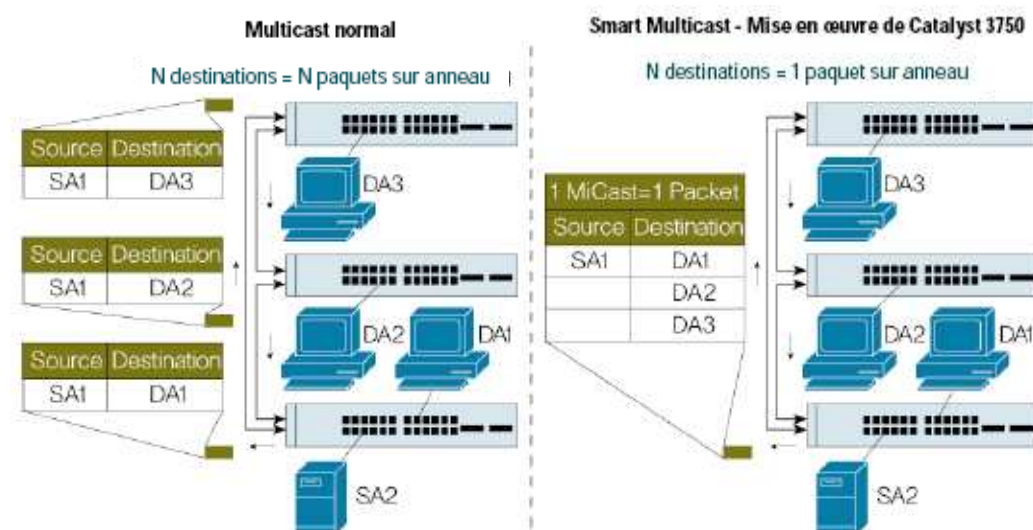 Multicast normal
N destinations = N paquets sur anneau
Source Destination
SA1 DA3
DA3
Source Destination
SA1 DA2
DA2 DA1
Source Destination
SA1 DA1
SA2
Smart Multicast - Mise en œuvre de Catalyst 3750
N destinations = 1 paquet sur anneau
DA3
1 MiCast=1 Packet
Source Destination
SA1 DA1
DA2
DA3
DA2 DA1
SA2